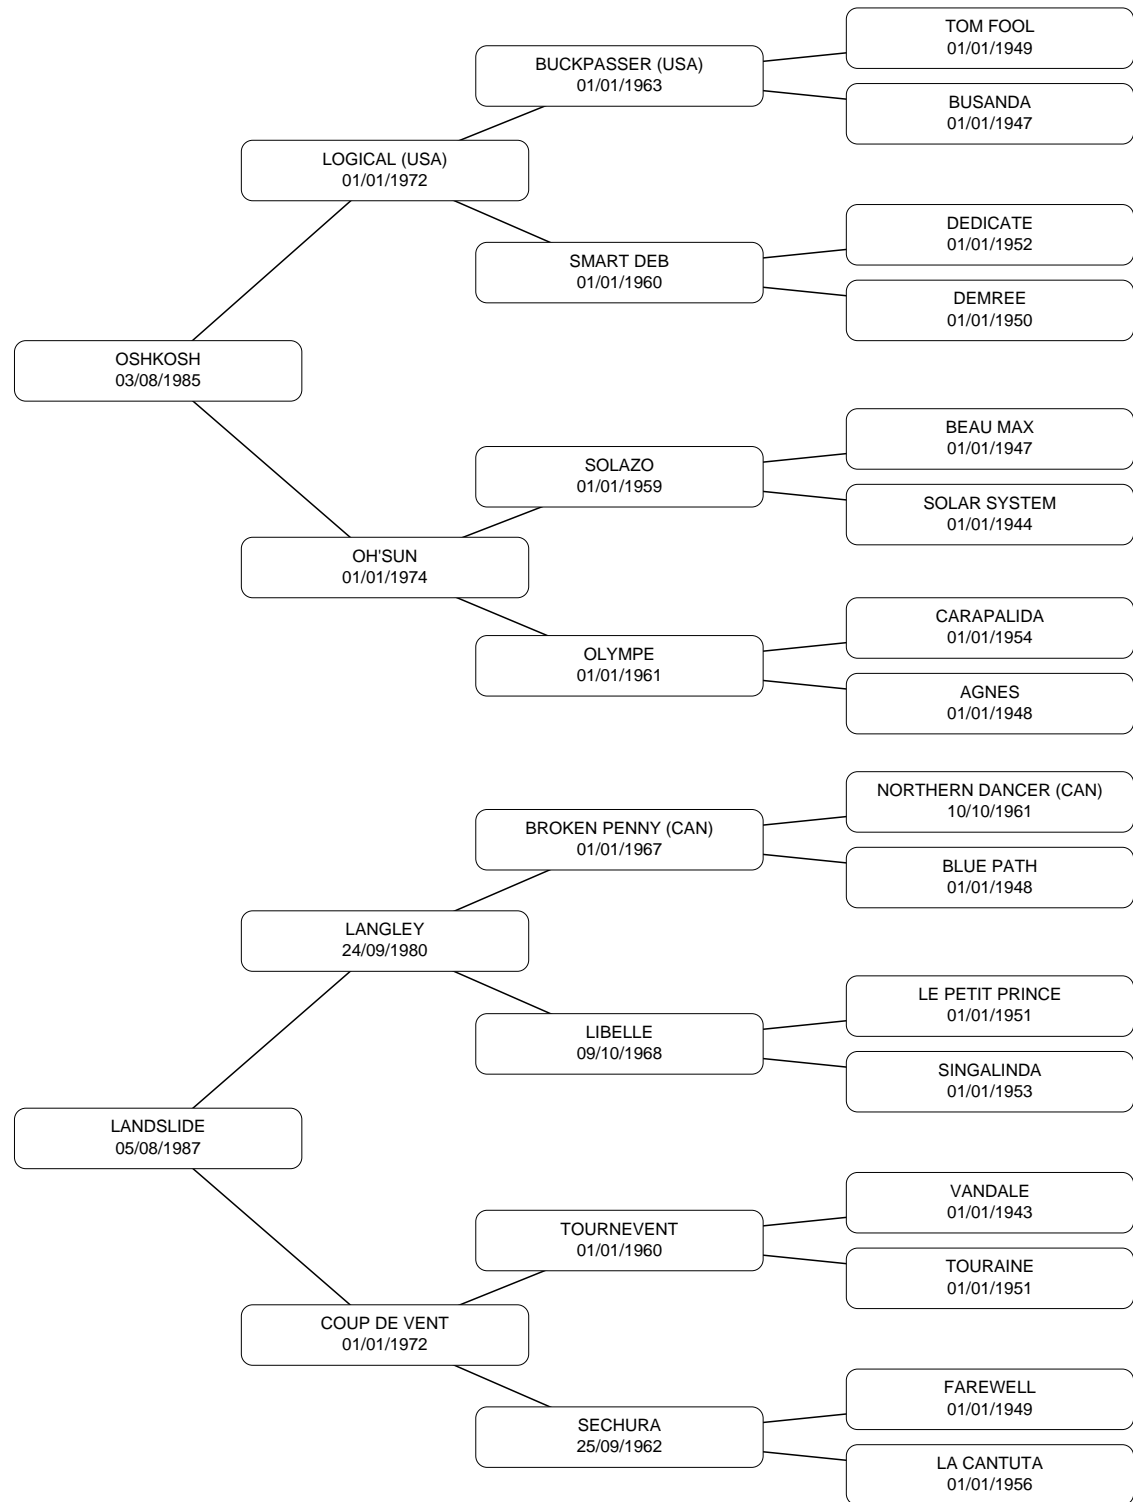 TOM FOOL
01/01/1949
BUCKPASSER (USA)
01/01/1963
BUSANDA
01/01/1947
LOGICAL (USA)
01/01/1972
DEDICATE
01/01/1952
SMART DEB
01/01/1960
DEMREE
01/01/1950
OSHKOSH
03/08/1985
BEAU MAX
01/01/1947
SOLAZO
01/01/1959
SOLAR SYSTEM
01/01/1944
OH'SUN
01/01/1974
CARAPALIDA
01/01/1954
OLYMPE
01/01/1961
AGNES
01/01/1948
NORTHERN DANCER (CAN)
10/10/1961
BROKEN PENNY (CAN)
01/01/1967
BLUE PATH
01/01/1948
LANGLEY
24/09/1980
LE PETIT PRINCE
01/01/1951
LIBELLE
09/10/1968
SINGALINDA
01/01/1953
LANDSLIDE
05/08/1987
VANDALE
01/01/1943
TOURNEVENT
01/01/1960
TOURAINE
01/01/1951
COUP DE VENT
01/01/1972
FAREWELL
01/01/1949
SECHURA
25/09/1962
LA CANTUTA
01/01/1956